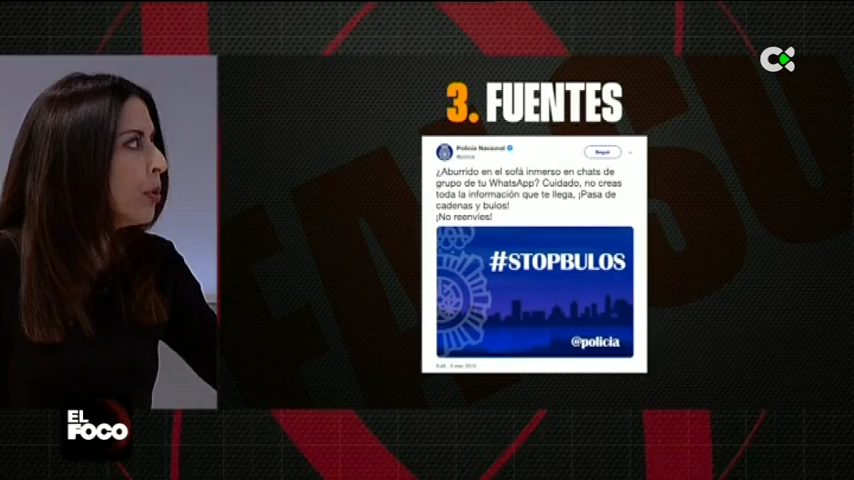 3. FUENTES
Policía Nacional
@policia
Seguir
¿Aburrido en el sofá inmerso en chats de
grupo de tu WhatsApp? Cuidado, no creas
toda la información que te llega, ¡Pasa de
cadenas y bulos!
¡No reenvíes!
#STOPBULOS
@policia
EL
FOCO